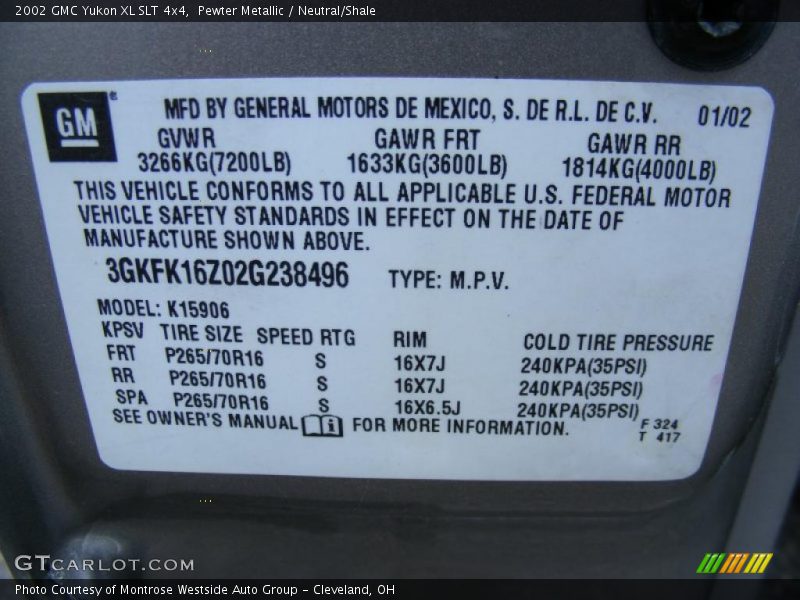 2002 GMC Yukon XL SLT 4x4,  Pewter Metallic / Neutral/Shale
GM
MFD BY GENERAL MOTORS DE MEXICO, S. DE R.L. DE C.V. 01/02
GVWR GAWR FRT GAWR RR
3266KG(7200LB) 1633KG(3600LB) 1814KG(4000LB)
THIS VEHICLE CONFORMS TO ALL APPLICABLE U.S. FEDERAL MOTOR
VEHICLE SAFETY STANDARDS IN EFFECT ON THE DATE OF
MANUFACTURE SHOWN ABOVE.
3GKFK16Z02G238496 TYPE: M.P.V.
MODEL: K15906
KPSV TIRE SIZE SPEED RTG RIM COLD TIRE PRESSURE
FRT P265/70R16 S 16X7J 240KPA(35PSI)
RR P265/70R16 S 16X7J 240KPA(35PSI)
SPA P265/70R16 S 16X6.5J 240KPA(35PSI)
SEE OWNER'S MANUAL FOR MORE INFORMATION.
F 324
T 417
GTCARLOT.COM
Photo Courtesy of Montrose Westside Auto Group - Cleveland, OH